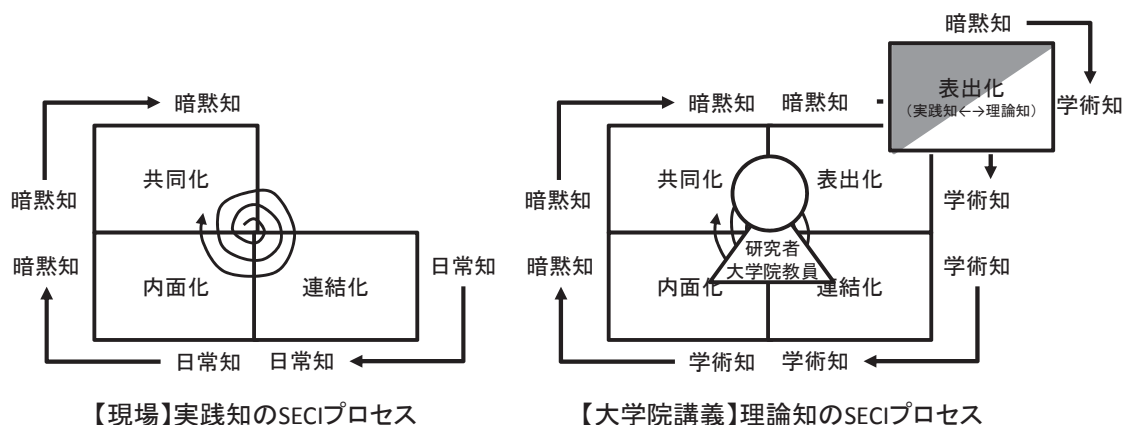 暗黙知
表出化
(実践知←→理論知)
学術知
暗黙知
共同化
暗黙知
暗黙知
内面化
連結化
日常知
日常知
日常知
【現場】実践知のSECIプロセス
暗黙知
暗黙知
共同化
表出化
暗黙知
学術知
研究者
大学院教員
暗黙知
内面化
連結化
学術知
学術知
学術知
【大学院講義】理論知のSECIプロセス